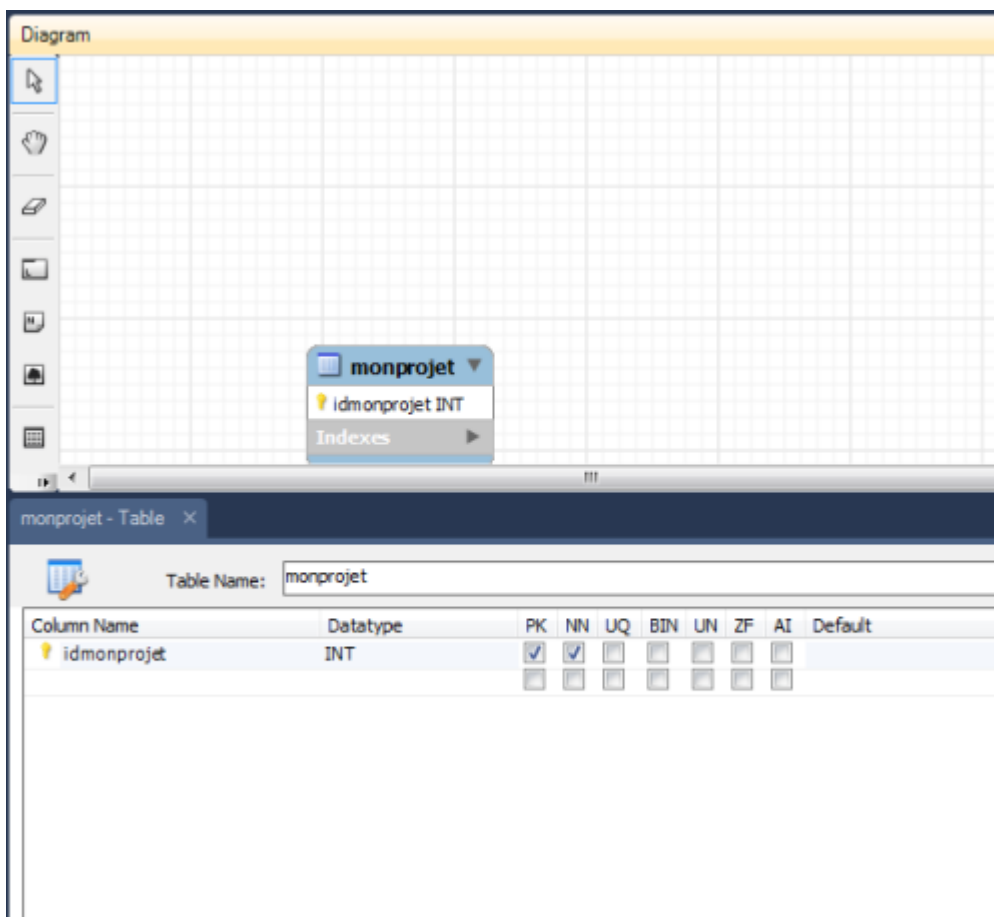 Diagram
monprojet
idmonprojet INT
Indexes
monprojet - Table
Table Name: monprojet
Column Name Datatype PK NN UQ BIN UN ZF AI Default
idmonprojet INT